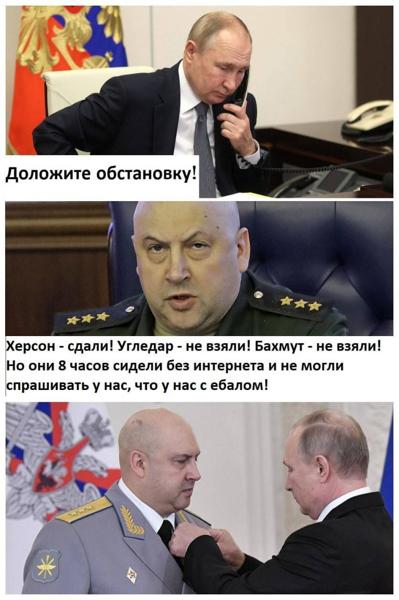 Доложите обстановку!
Херсон - сдали! Угледар - не взяли! Бахмут - не взяли!
Но они 8 часов сидели без интернета и не могли
спрашивать у нас, что у нас с ебалом!